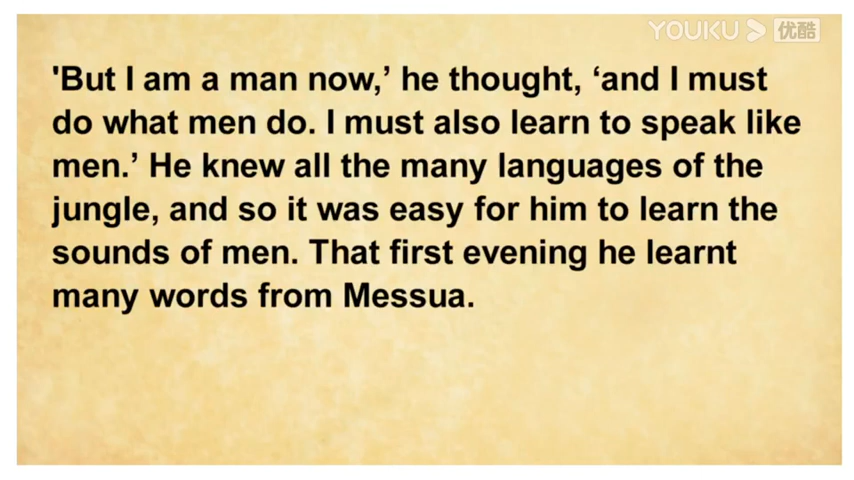 YOUKU 优酷
'But I am a man now,’ he thought, ‘and I must
do what men do. I must also learn to speak like
men.’ He knew all the many languages of the
jungle, and so it was easy for him to learn the
sounds of men. That first evening he learnt
many words from Messua.